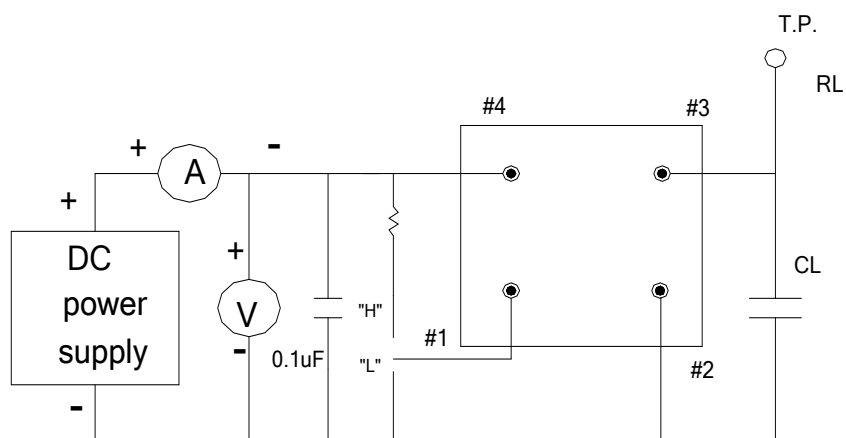 T.P.
RL
#4
#3
+
-
A
+
+
DC
power
supply
V
-
-
0.1uF
"H"
"L"
#1
#2
CL